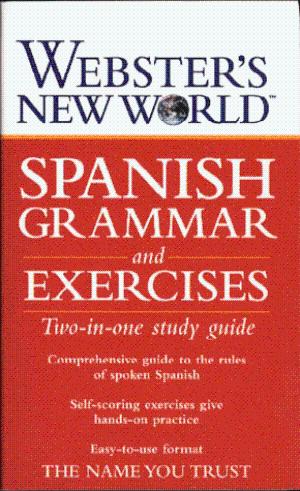 WEBSTER'S
NEW WORLD™
SPANISH
GRAMMAR
and
EXERCISES
Two-in-one study guide
Comprehensive guide to the rules
of spoken Spanish
Self-scoring exercises give
hands-on practice
Easy-to-use format
THE NAME YOU TRUST